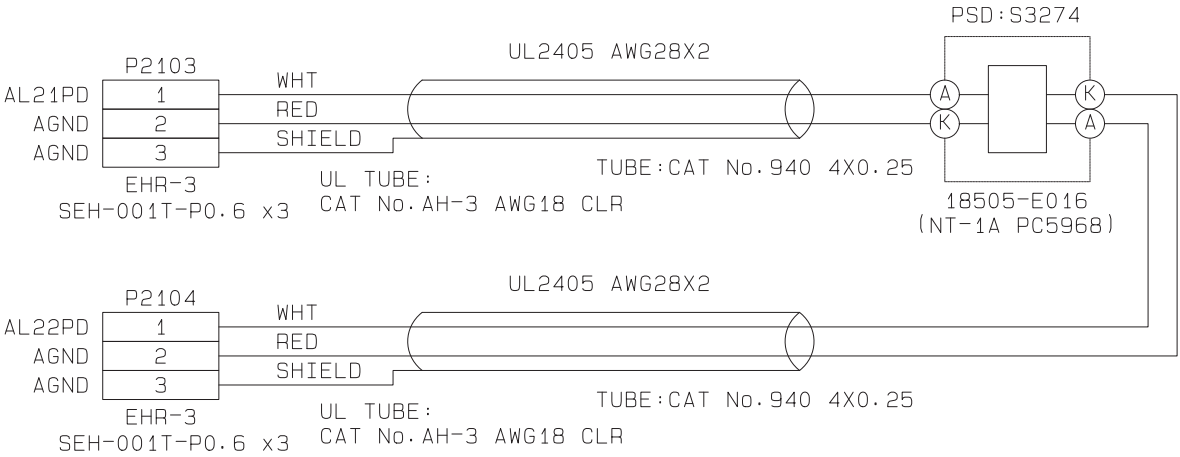 PSD:S3274
UL2405 AWG28X2
P2103
WHT
AL21PD 1 A K
RED
AGND 2 K A
SHIELD
AGND 3
TUBE:CAT No.940 4X0.25
EHR-3
UL TUBE:
SEH-001T-P0.6 x3
CAT No.AH-3 AWG18 CLR
18505-E016
(NT-1A PC5968)
UL2405 AWG28X2
P2104
WHT
AL22PD 1
RED
AGND 2
SHIELD
AGND 3
TUBE:CAT No.940 4X0.25
EHR-3
UL TUBE:
SEH-001T-P0.6 x3
CAT No.AH-3 AWG18 CLR